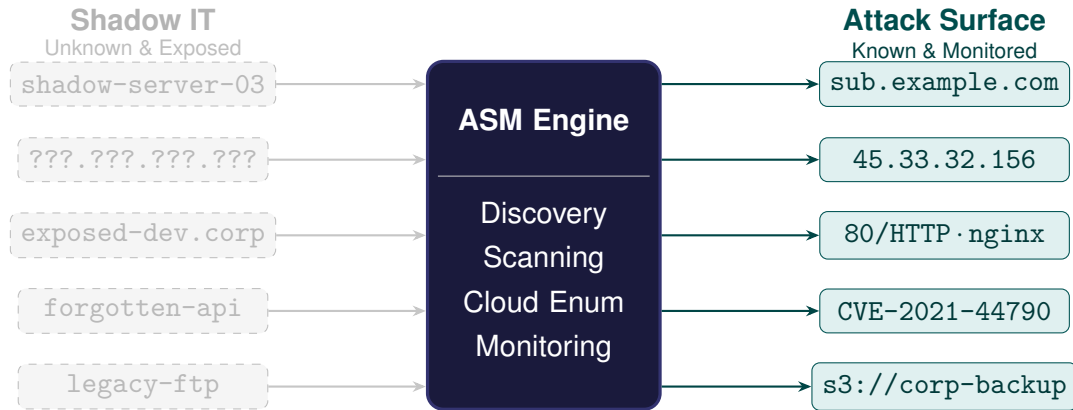 Shadow IT
Unknown & Exposed
shadow-server-03
???.???.???.???
exposed-dev.corp
forgotten-api
legacy-ftp
ASM Engine
Discovery
Scanning
Cloud Enum
Monitoring
Attack Surface
Known & Monitored
sub.example.com
45.33.32.156
80/HTTP·nginx
CVE-2021-44790
s3://corp-backup